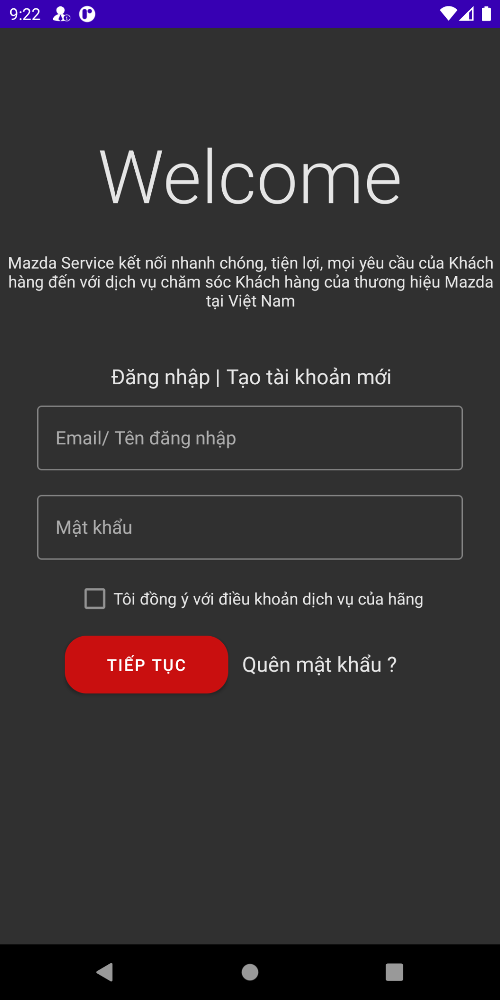 9:22
Welcome
Mazda Service kết nối nhanh chóng, tiện lợi, mọi yêu cầu của Khách
hàng đến với dịch vụ chăm sóc Khách hàng của thương hiệu Mazda
tại Việt Nam
Đăng nhập | Tạo tài khoản mới
Email/ Tên đăng nhập
Mật khẩu
Tôi đồng ý với điều khoản dịch vụ của hãng
TIẾP TỤC Quên mật khẩu ?